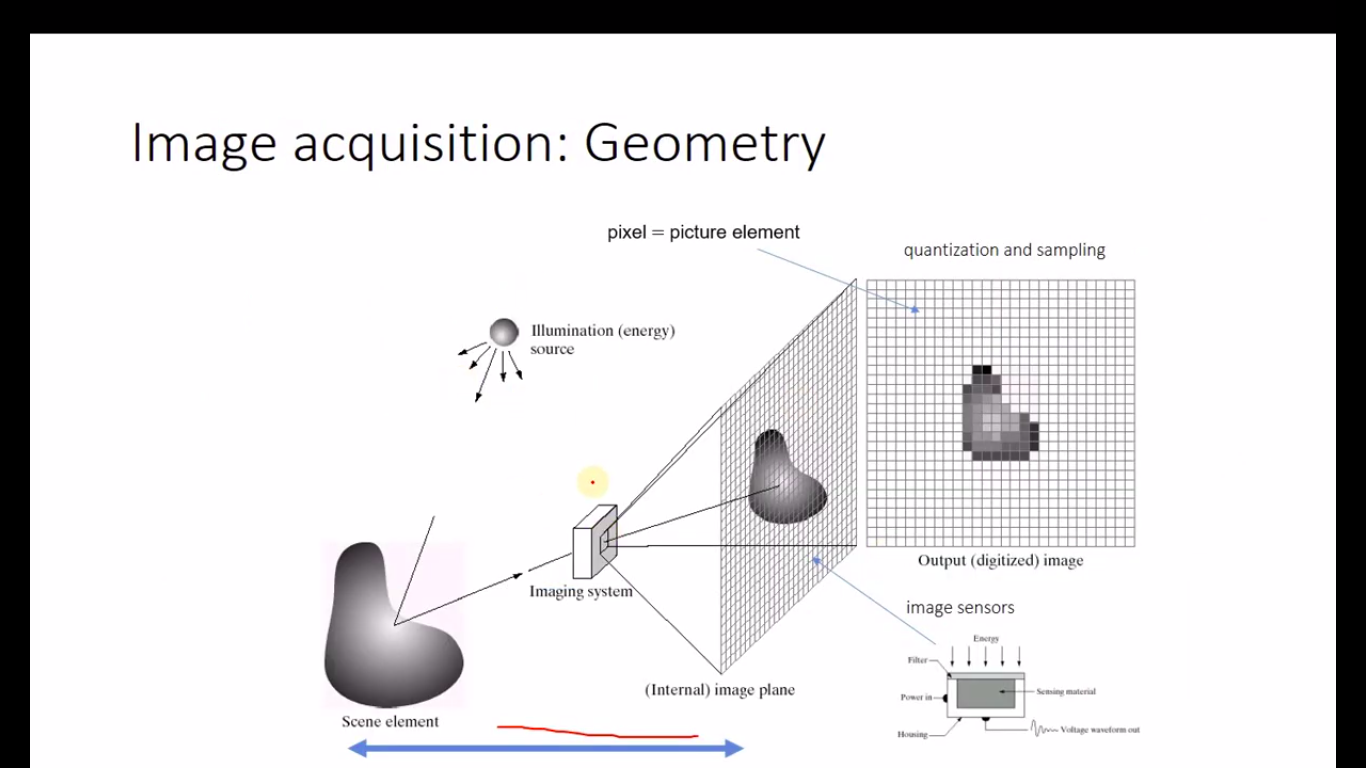 Image acquisition: Geometry
pixel = picture element
quantization and sampling
Illumination (energy)
source
Imaging system
Output (digitized) image
image sensors
Energy
Filter
Power in
Sensing material
Housing
Voltage waveform out
(Internal) image plane
Scene element